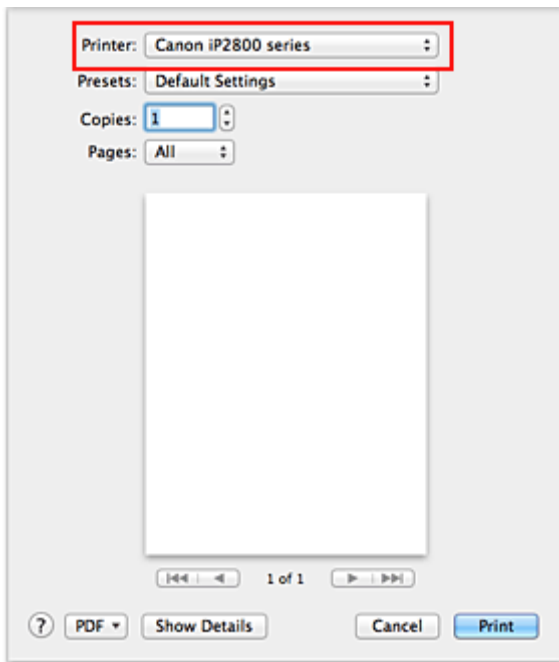 Printer: Canon iP2800 series
Presets: Default Settings
Copies: 1
Pages: All
1 of 1
? PDF Show Details Cancel Print